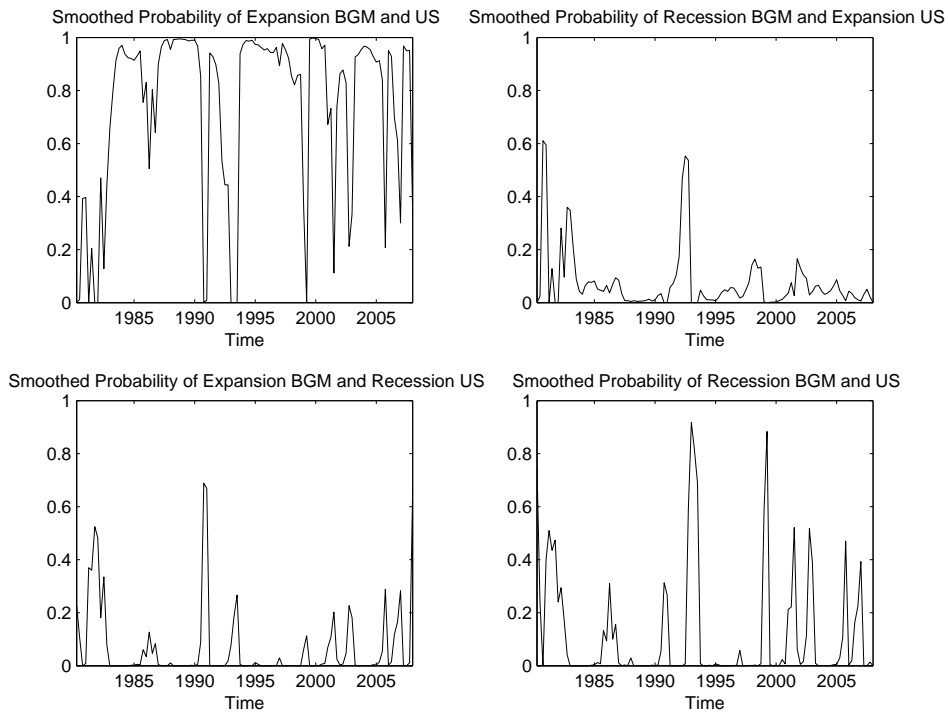 Smoothed Probability of Expansion BGM and US
1
0.8
0.6
0.4
0.2
0
1985 1990 1995 2000 2005
Time
Smoothed Probability of Recession BGM and Expansion US
1
0.8
0.6
0.4
0.2
0
1985 1990 1995 2000 2005
Time
Smoothed Probability of Expansion BGM and Recession US
1
0.8
0.6
0.4
0.2
0
1985 1990 1995 2000 2005
Time
Smoothed Probability of Recession BGM and US
1
0.8
0.6
0.4
0.2
0
1985 1990 1995 2000 2005
Time